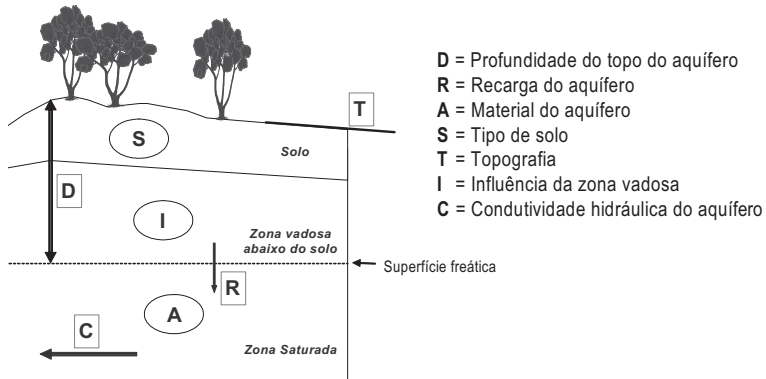 T
S
Solo
D
I
Zona vadosa
abaixo do solo
Superfície freática
R
A
C
Zona Saturada
D = Profundidade do topo do aquífero
R = Recarga do aquífero
A = Material do aquífero
S = Tipo de solo
T = Topografia
I = Influência da zona vadosa
C = Condutividade hidráulica do aquífero